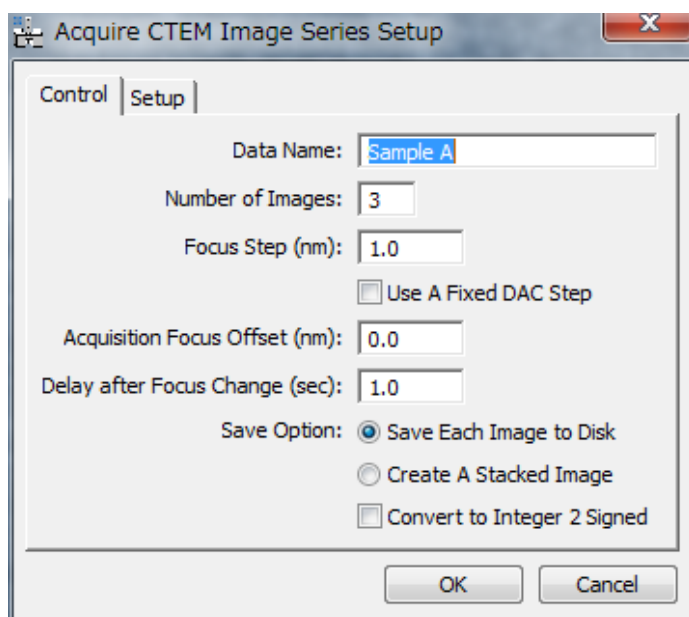 Acquire CTEM Image Series Setup
Control Setup
Data Name: Sample A
Number of Images: 3
Focus Step (nm): 1.0
Use A Fixed DAC Step
Acquisition Focus Offset (nm): 0.0
Delay after Focus Change (sec): 1.0
Save Option: Save Each Image to Disk
Create A Stacked Image
Convert to Integer 2 Signed
OK Cancel